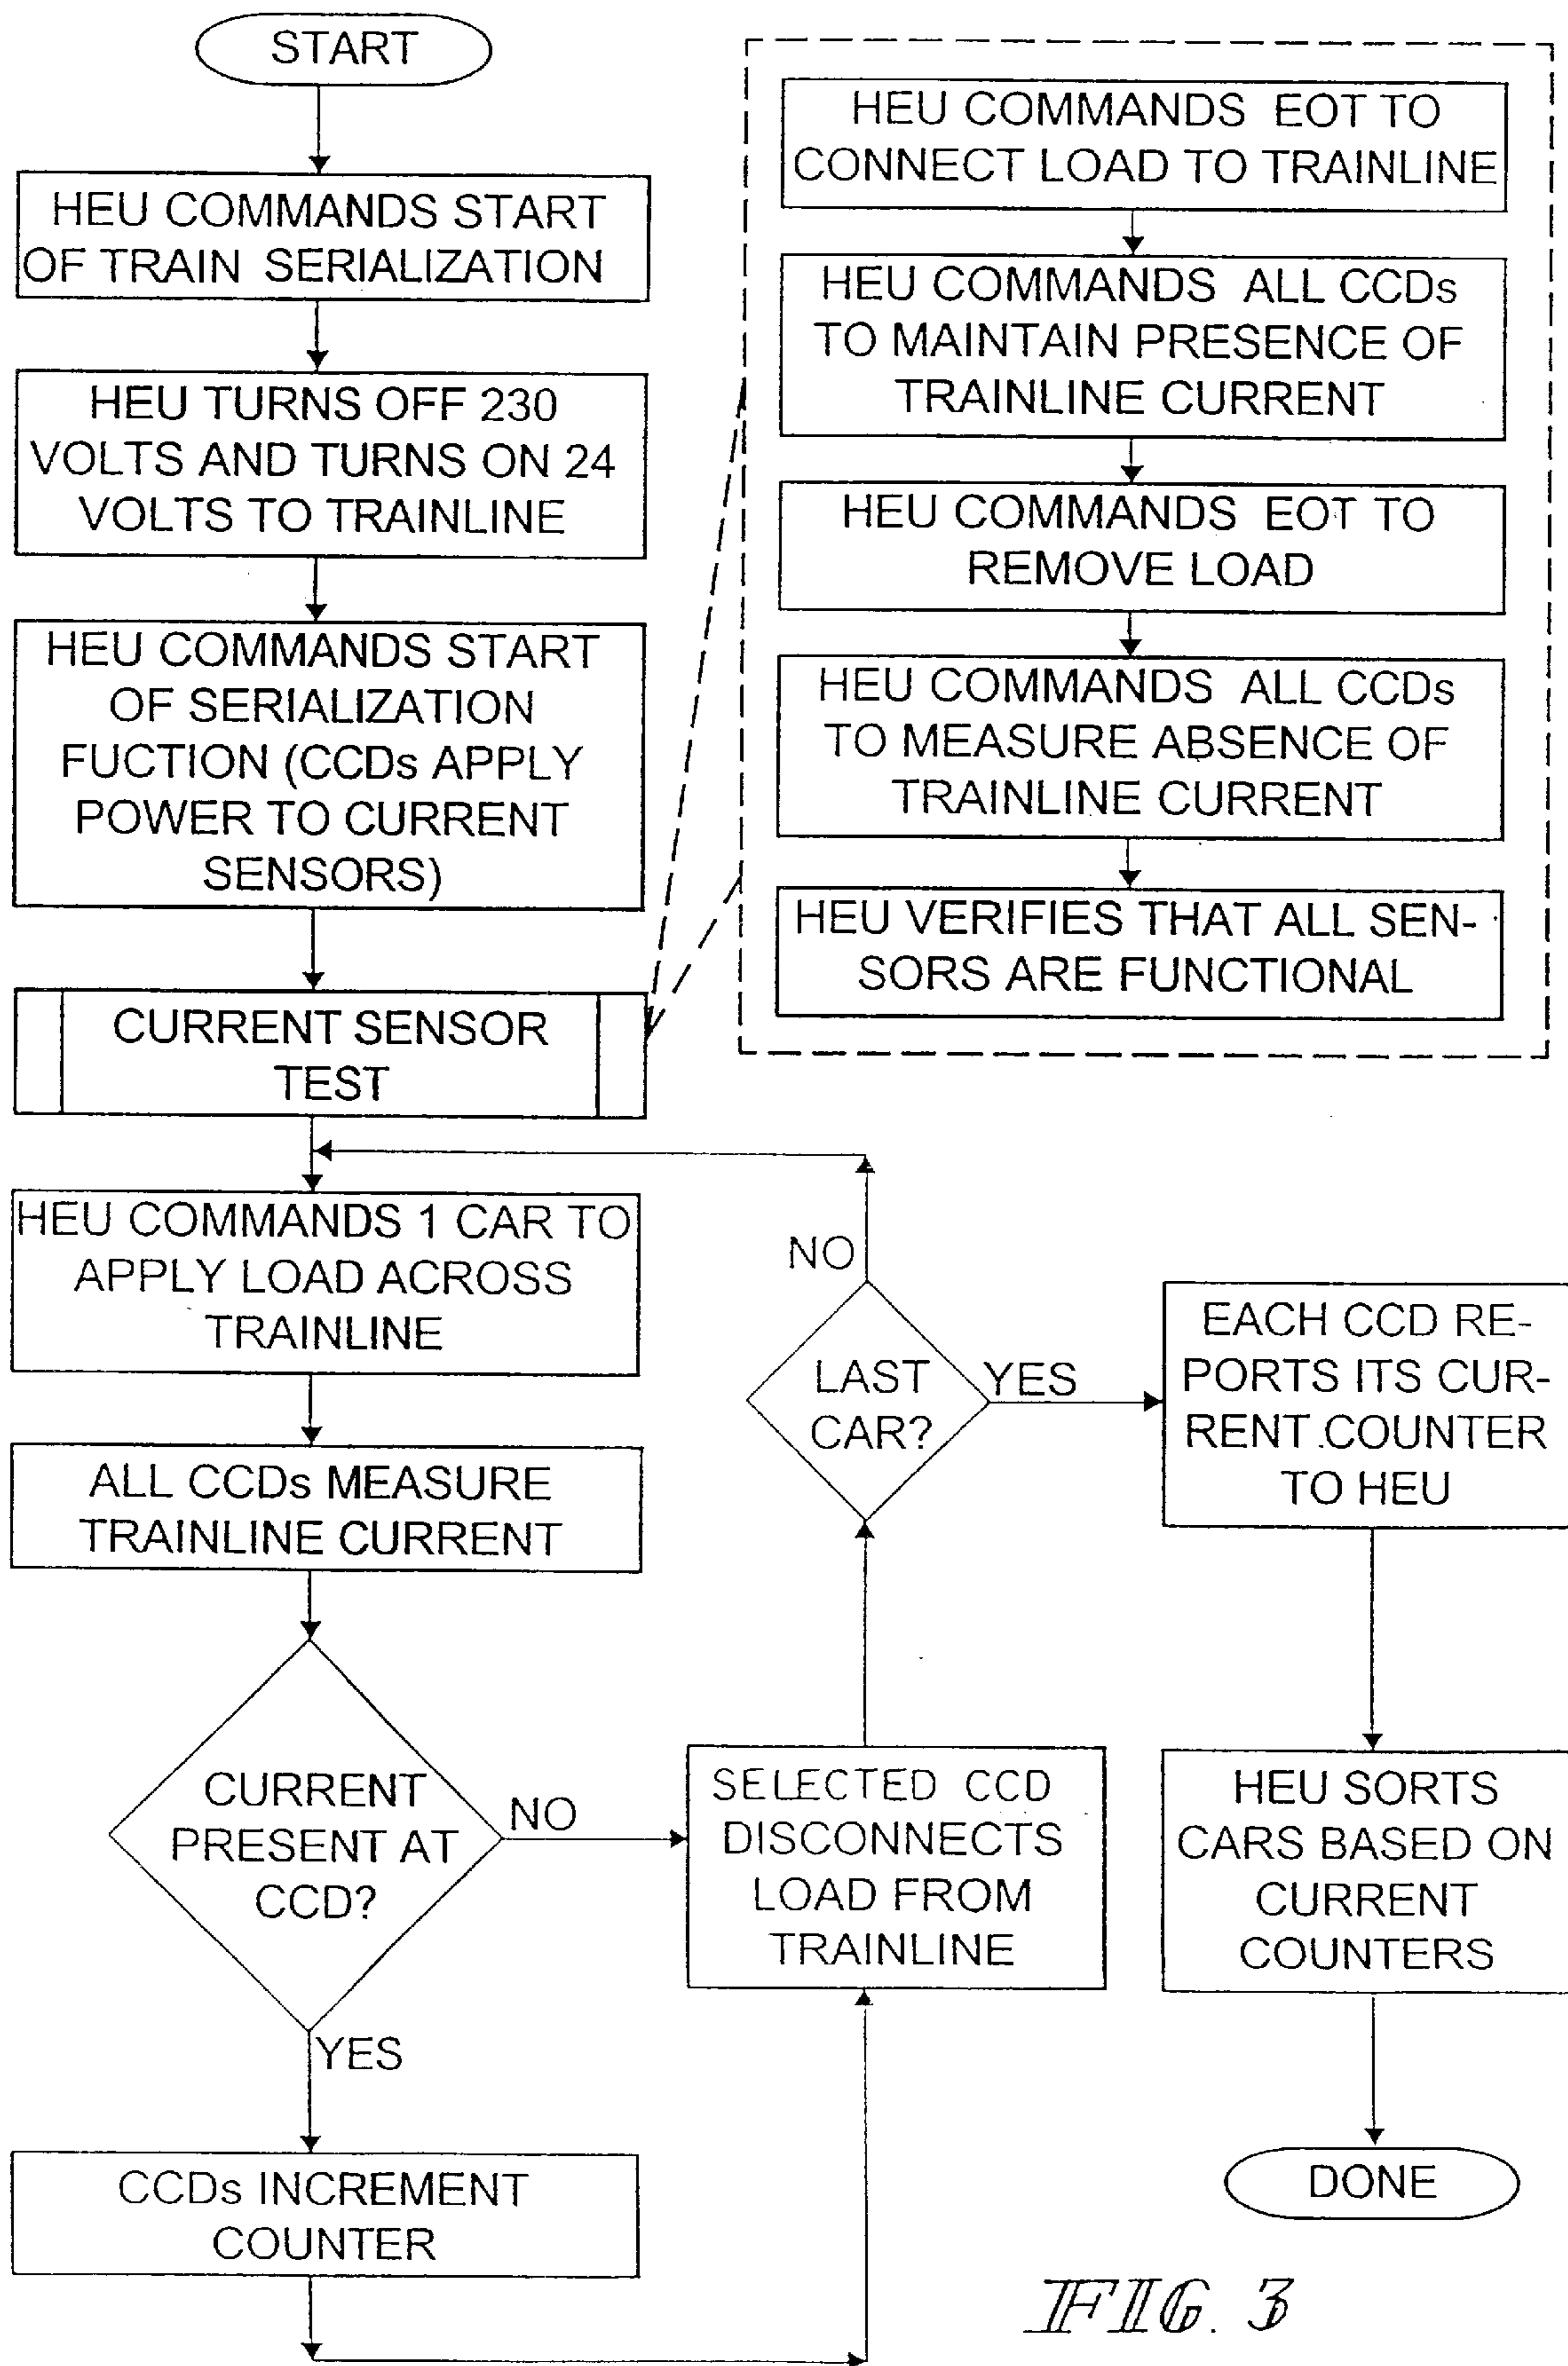 START
HEU COMMANDS START
OF TRAIN SERIALIZATION
HEU TURNS OFF 230
VOLTS AND TURNS ON 24
VOLTS TO TRAINLINE
HEU COMMANDS START
OF SERIALIZATION
FUCTION (CCDs APPLY
POWER TO CURRENT
SENSORS)
CURRENT SENSOR
TEST
HEU COMMANDS EOT TO
CONNECT LOAD TO TRAINLINE
HEU COMMANDS ALL CCDs
TO MAINTAIN PRESENCE OF
TRAINLINE CURRENT
HEU COMMANDS EOT TO
REMOVE LOAD
HEU COMMANDS ALL CCDs
TO MEASURE ABSENCE OF
TRAINLINE CURRENT
HEU VERIFIES THAT ALL SEN-
SORS ARE FUNCTIONAL
HEU COMMANDS 1 CAR TO
APPLY LOAD ACROSS
TRAINLINE
ALL CCDs MEASURE
TRAINLINE CURRENT
CURRENT
PRESENT AT
CCD?
NO
YES
CCDs INCREMENT
COUNTER
SELECTED CCD
DISCONNECTS
LOAD FROM
TRAINLINE
LAST
CAR?
NO
YES
EACH CCD RE-
PORTS ITS CUR-
RENT COUNTER
TO HEU
HEU SORTS
CARS BASED ON
CURRENT
COUNTERS
DONE
FIG. 3